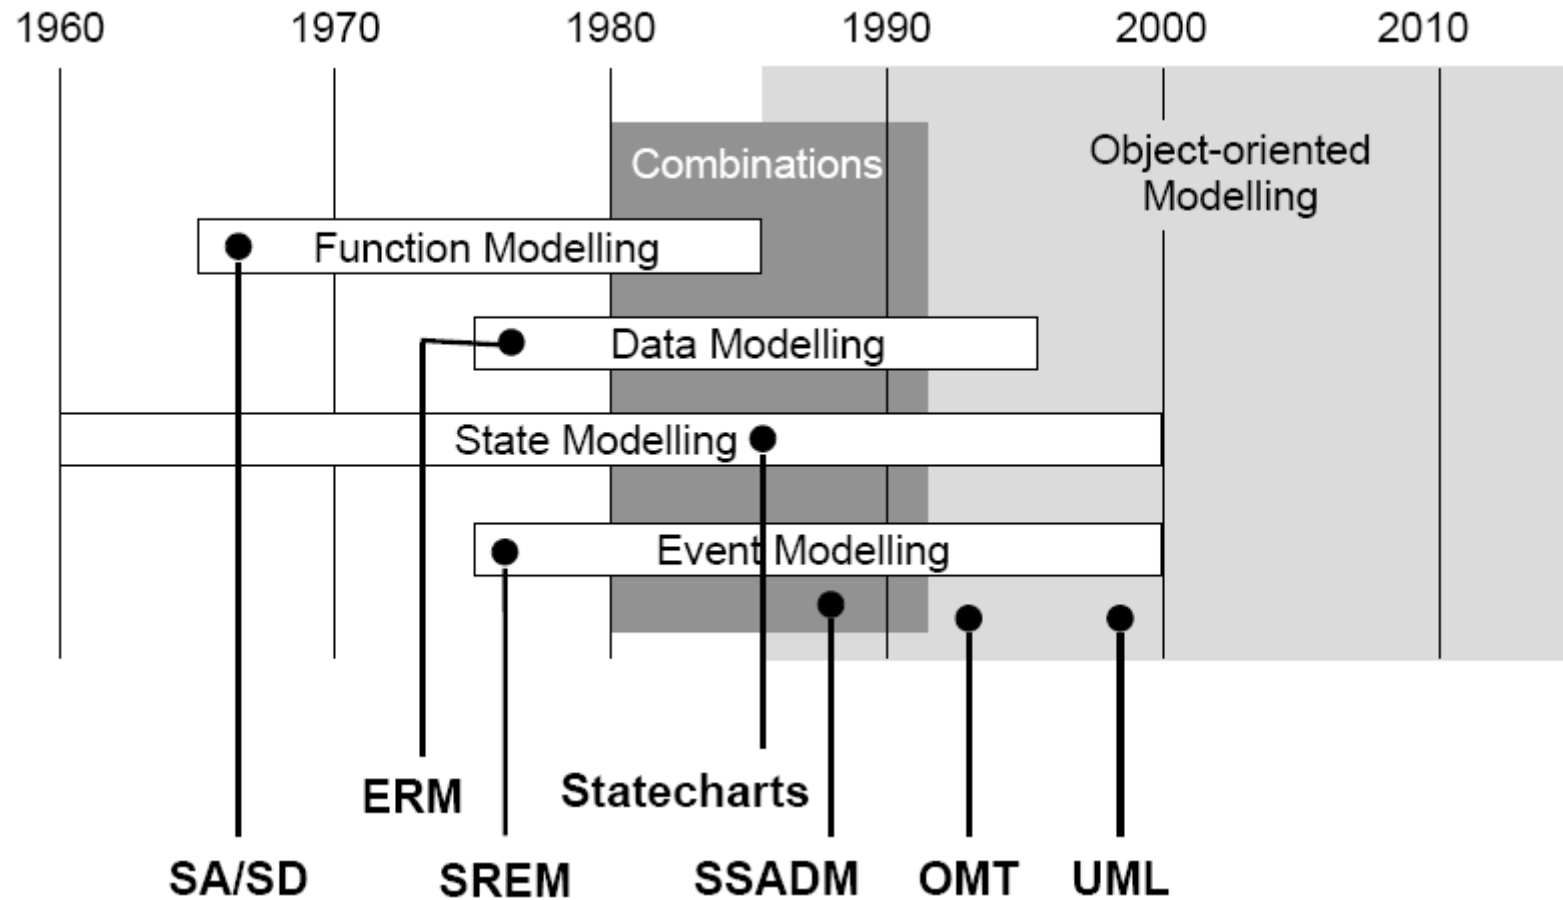 1960 1970 1980 1990 2000 2010
Combinations
Object-oriented
Modelling
Function Modelling
Data Modelling
State Modelling
Event Modelling
ERM Statecharts
SA/SD SREM SSADM OMT UML